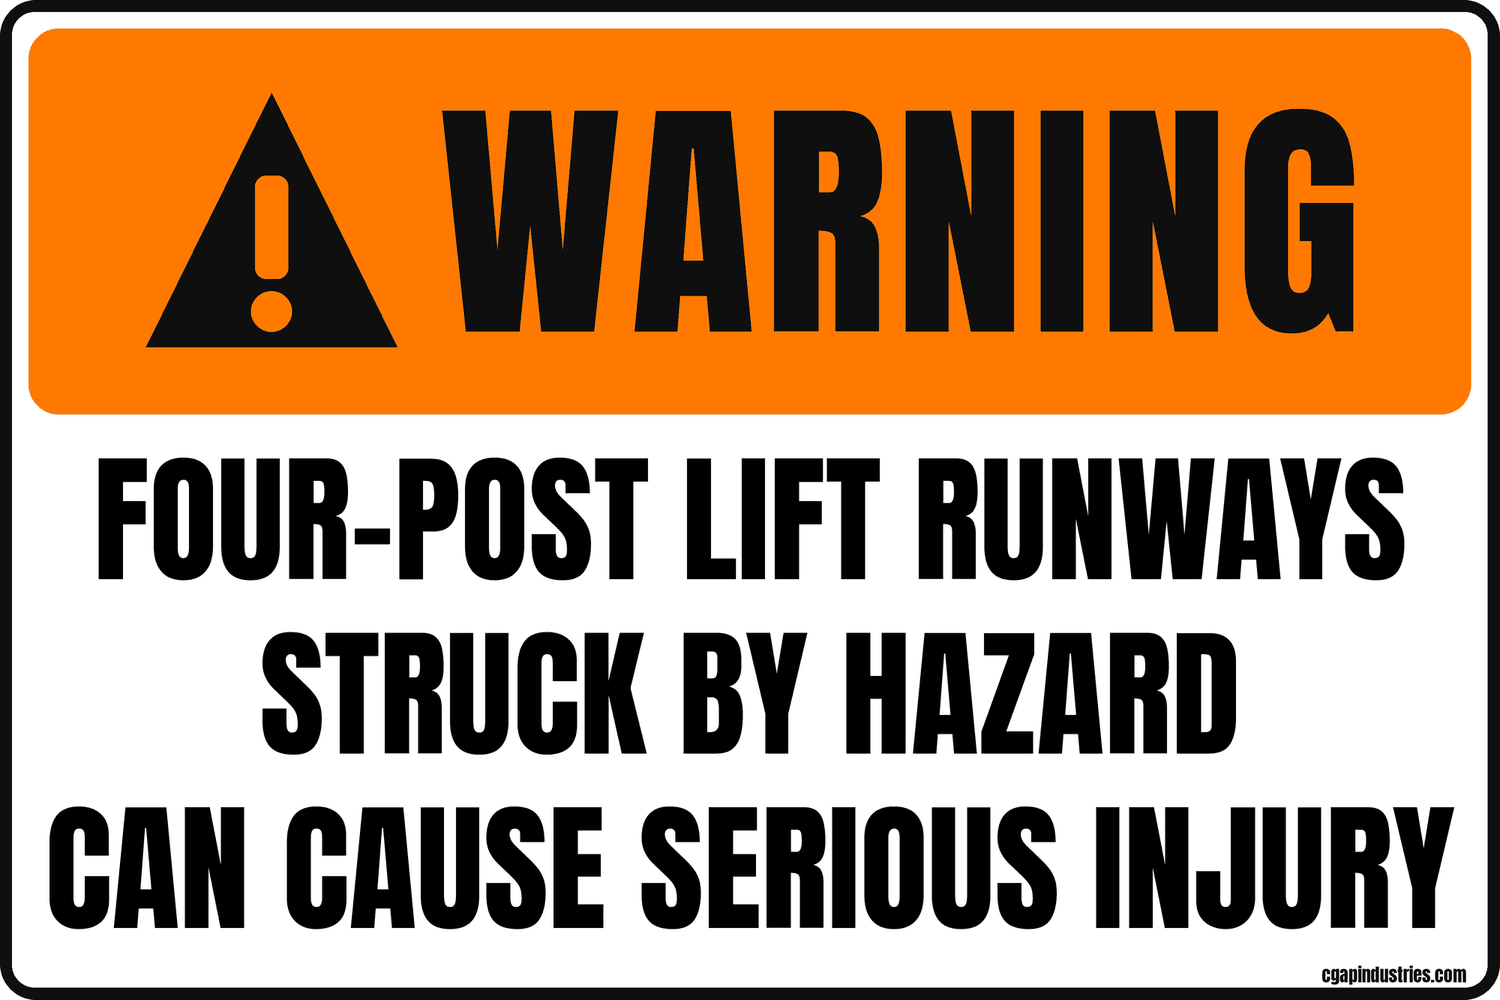 WARNING
FOUR-POST LIFT RUNWAYS
STRUCK BY HAZARD
CAN CAUSE SERIOUS INJURY
cgapindustries.com